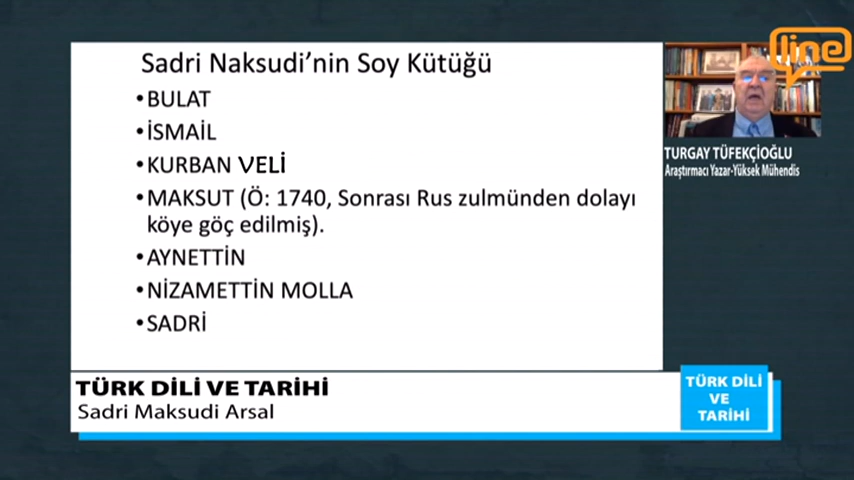 line
Sadri Naksudi'nin Soy Kütüğü
•BULAT
•İSMAİL
•KURBAN VELİ
•MAKSUT (Ö: 1740, Sonrası Rus zulmünden dolayı
köye göç edilmiş).
•AYNETTİN
•NİZAMETTİN MOLLA
•SADRİ
TURGAY TÜFEKÇİOĞLU
Araştırmacı Yazar-Yüksek Mühendis
TÜRK DİLİ VE TARİHİ
Sadri Maksudi Arsal
TÜRK DİLİ
VE
TARİHİ